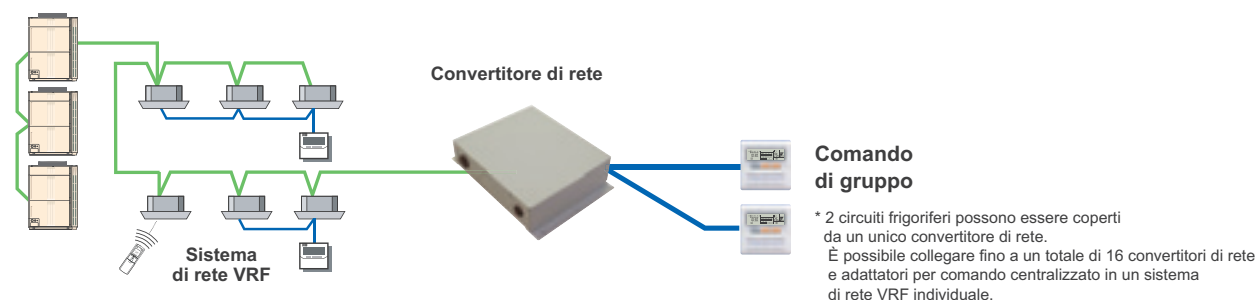 Convertitore di rete
Comando
di gruppo
* 2 circuiti frigoriferi possono essere coperti
da un unico convertitore di rete.
È possibile collegare fino a un totale di 16 convertitori di rete
e adattatori per comando centralizzato in un sistema
di rete VRF individuale.
Sistema
di rete VRF